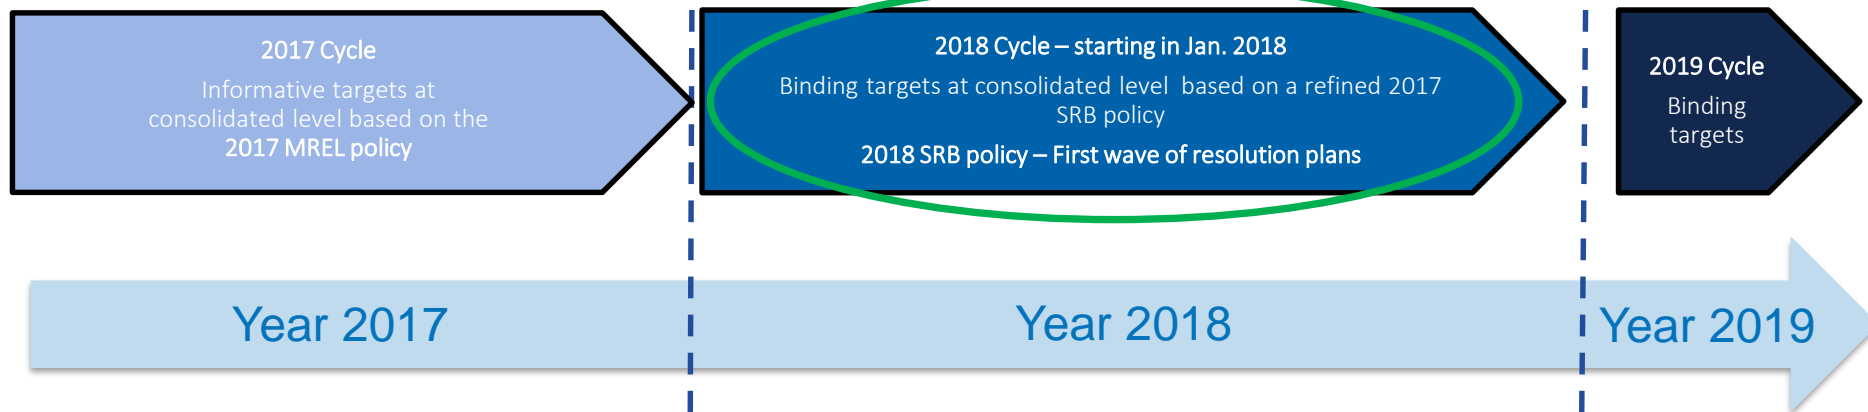 2017 Cycle
Informative targets at
consolidated level based on the
2017 MREL policy
2018 Cycle – starting in Jan. 2018
Binding targets at consolidated level based on a refined 2017
SRB policy
2018 SRB policy – First wave of resolution plans
2019 Cycle
Binding
targets
Year 2017
Year 2018
Year 2019